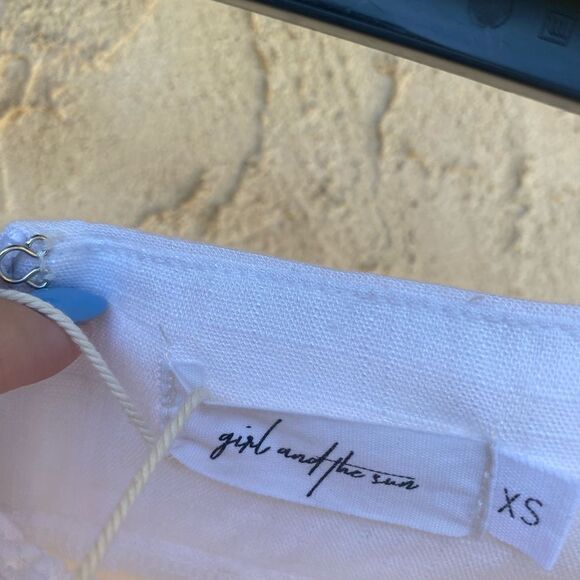 girl and the sun
XS